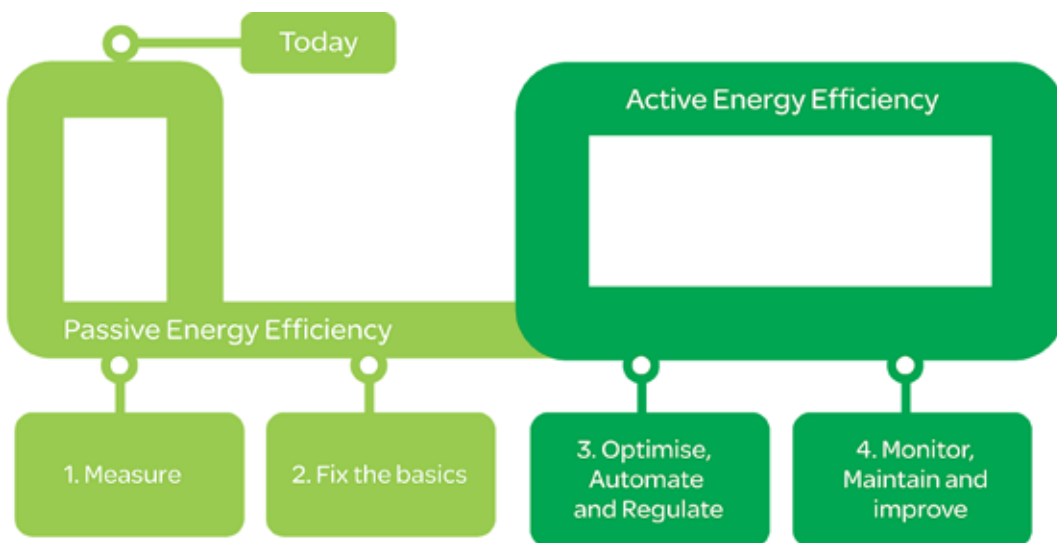 Today
Active Energy Efficiency
Passive Energy Efficiency
1. Measure
2. Fix the basics
3. Optimise,
Automate
and Regulate
4. Monitor,
Maintain and
improve